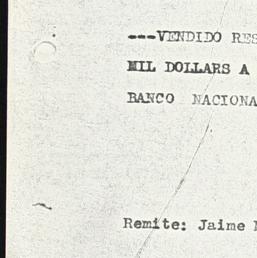 ---VENDIDO RES
MIL DOLLARS A
BANCO NACIONA
Remite: Jaime